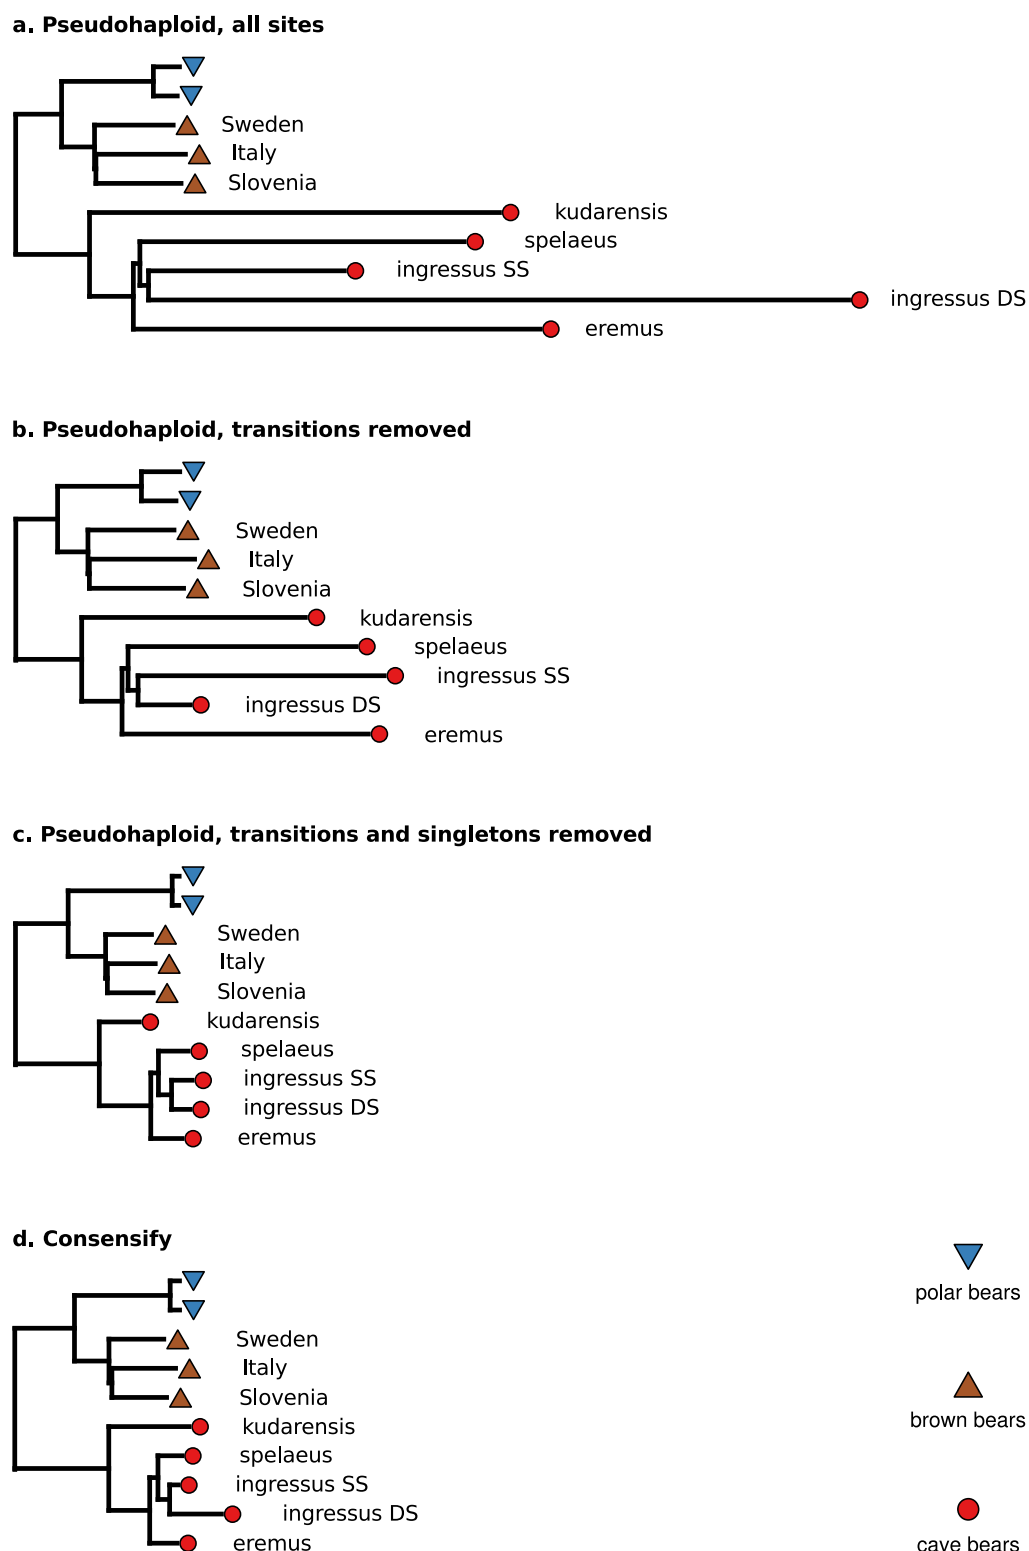 a. Pseudohaploid, all sites
Sweden
Italy
Slovenia
kudarensis
spelaeus
ingressus SS
ingressus DS
eremus
b. Pseudohaploid, transitions removed
Sweden
Italy
Slovenia
kudarensis
spelaeus
ingressus SS
ingressus DS
eremus
c. Pseudohaploid, transitions and singletons removed
Sweden
Italy
Slovenia
kudarensis
spelaeus
ingressus SS
ingressus DS
eremus
d. Consensify
Sweden
Italy
Slovenia
kudarensis
spelaeus
ingressus SS
ingressus DS
eremus
polar bears
brown bears
cave bears